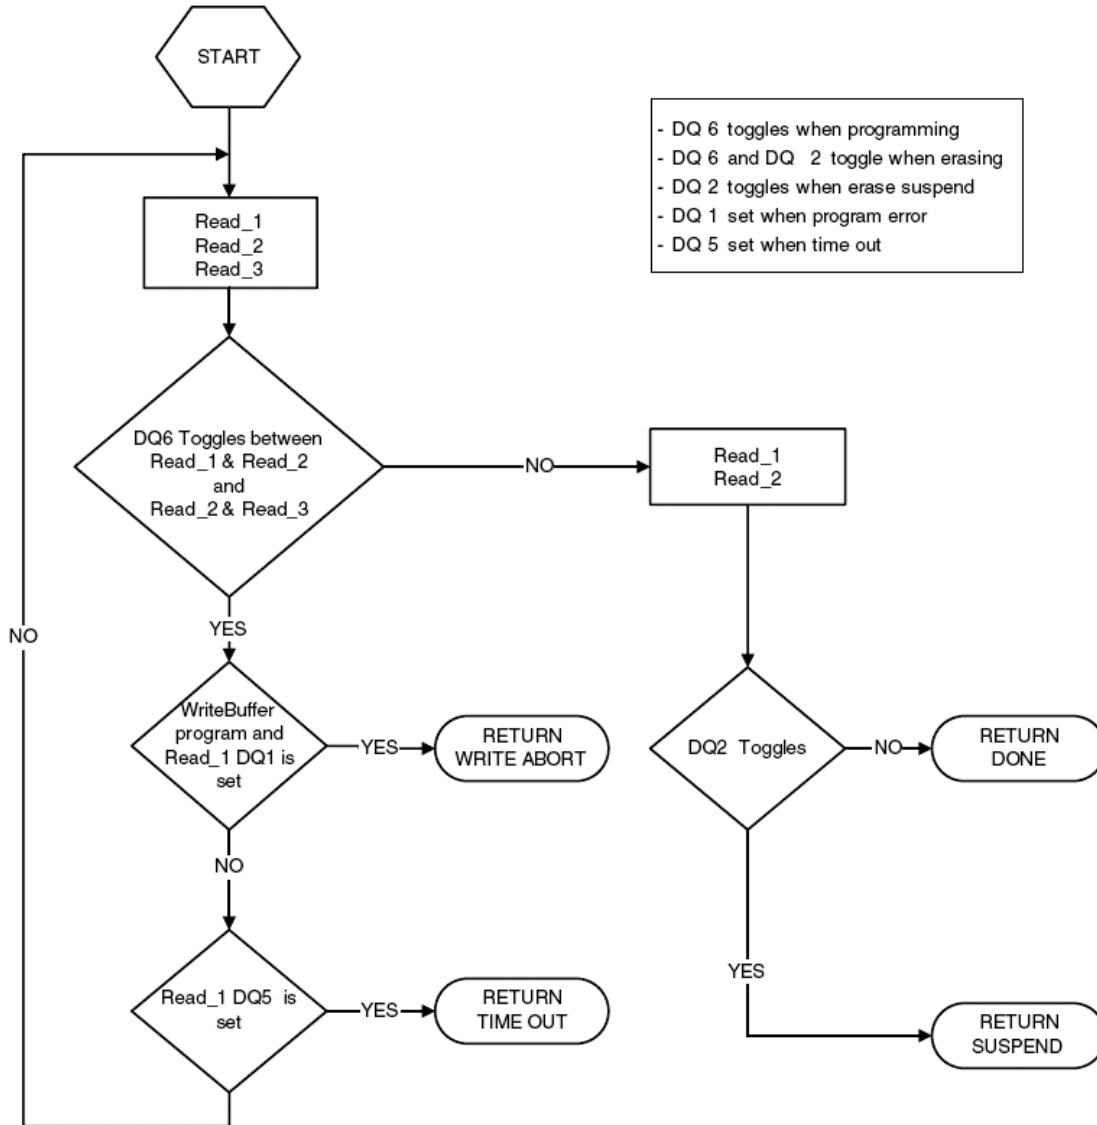 START
- DQ 6 toggles when programming
- DQ 6 and DQ 2 toggle when erasing
- DQ 2 toggles when erase suspend
- DQ 1 set when program error
- DQ 5 set when time out
Read_1
Read_2
Read_3
DQ6 Toggles between
Read_1 & Read_2
and
Read_2 & Read_3
NO
Read_1
Read_2
YES
NO
WriteBuffer
program and
Read_1 DQ1 is
set
YES
RETURN
WRITE ABORT
DQ2 Toggles
NO
RETURN
DONE
NO
YES
Read_1 DQ5 is
set
YES
RETURN
TIME OUT
RETURN
SUSPEND